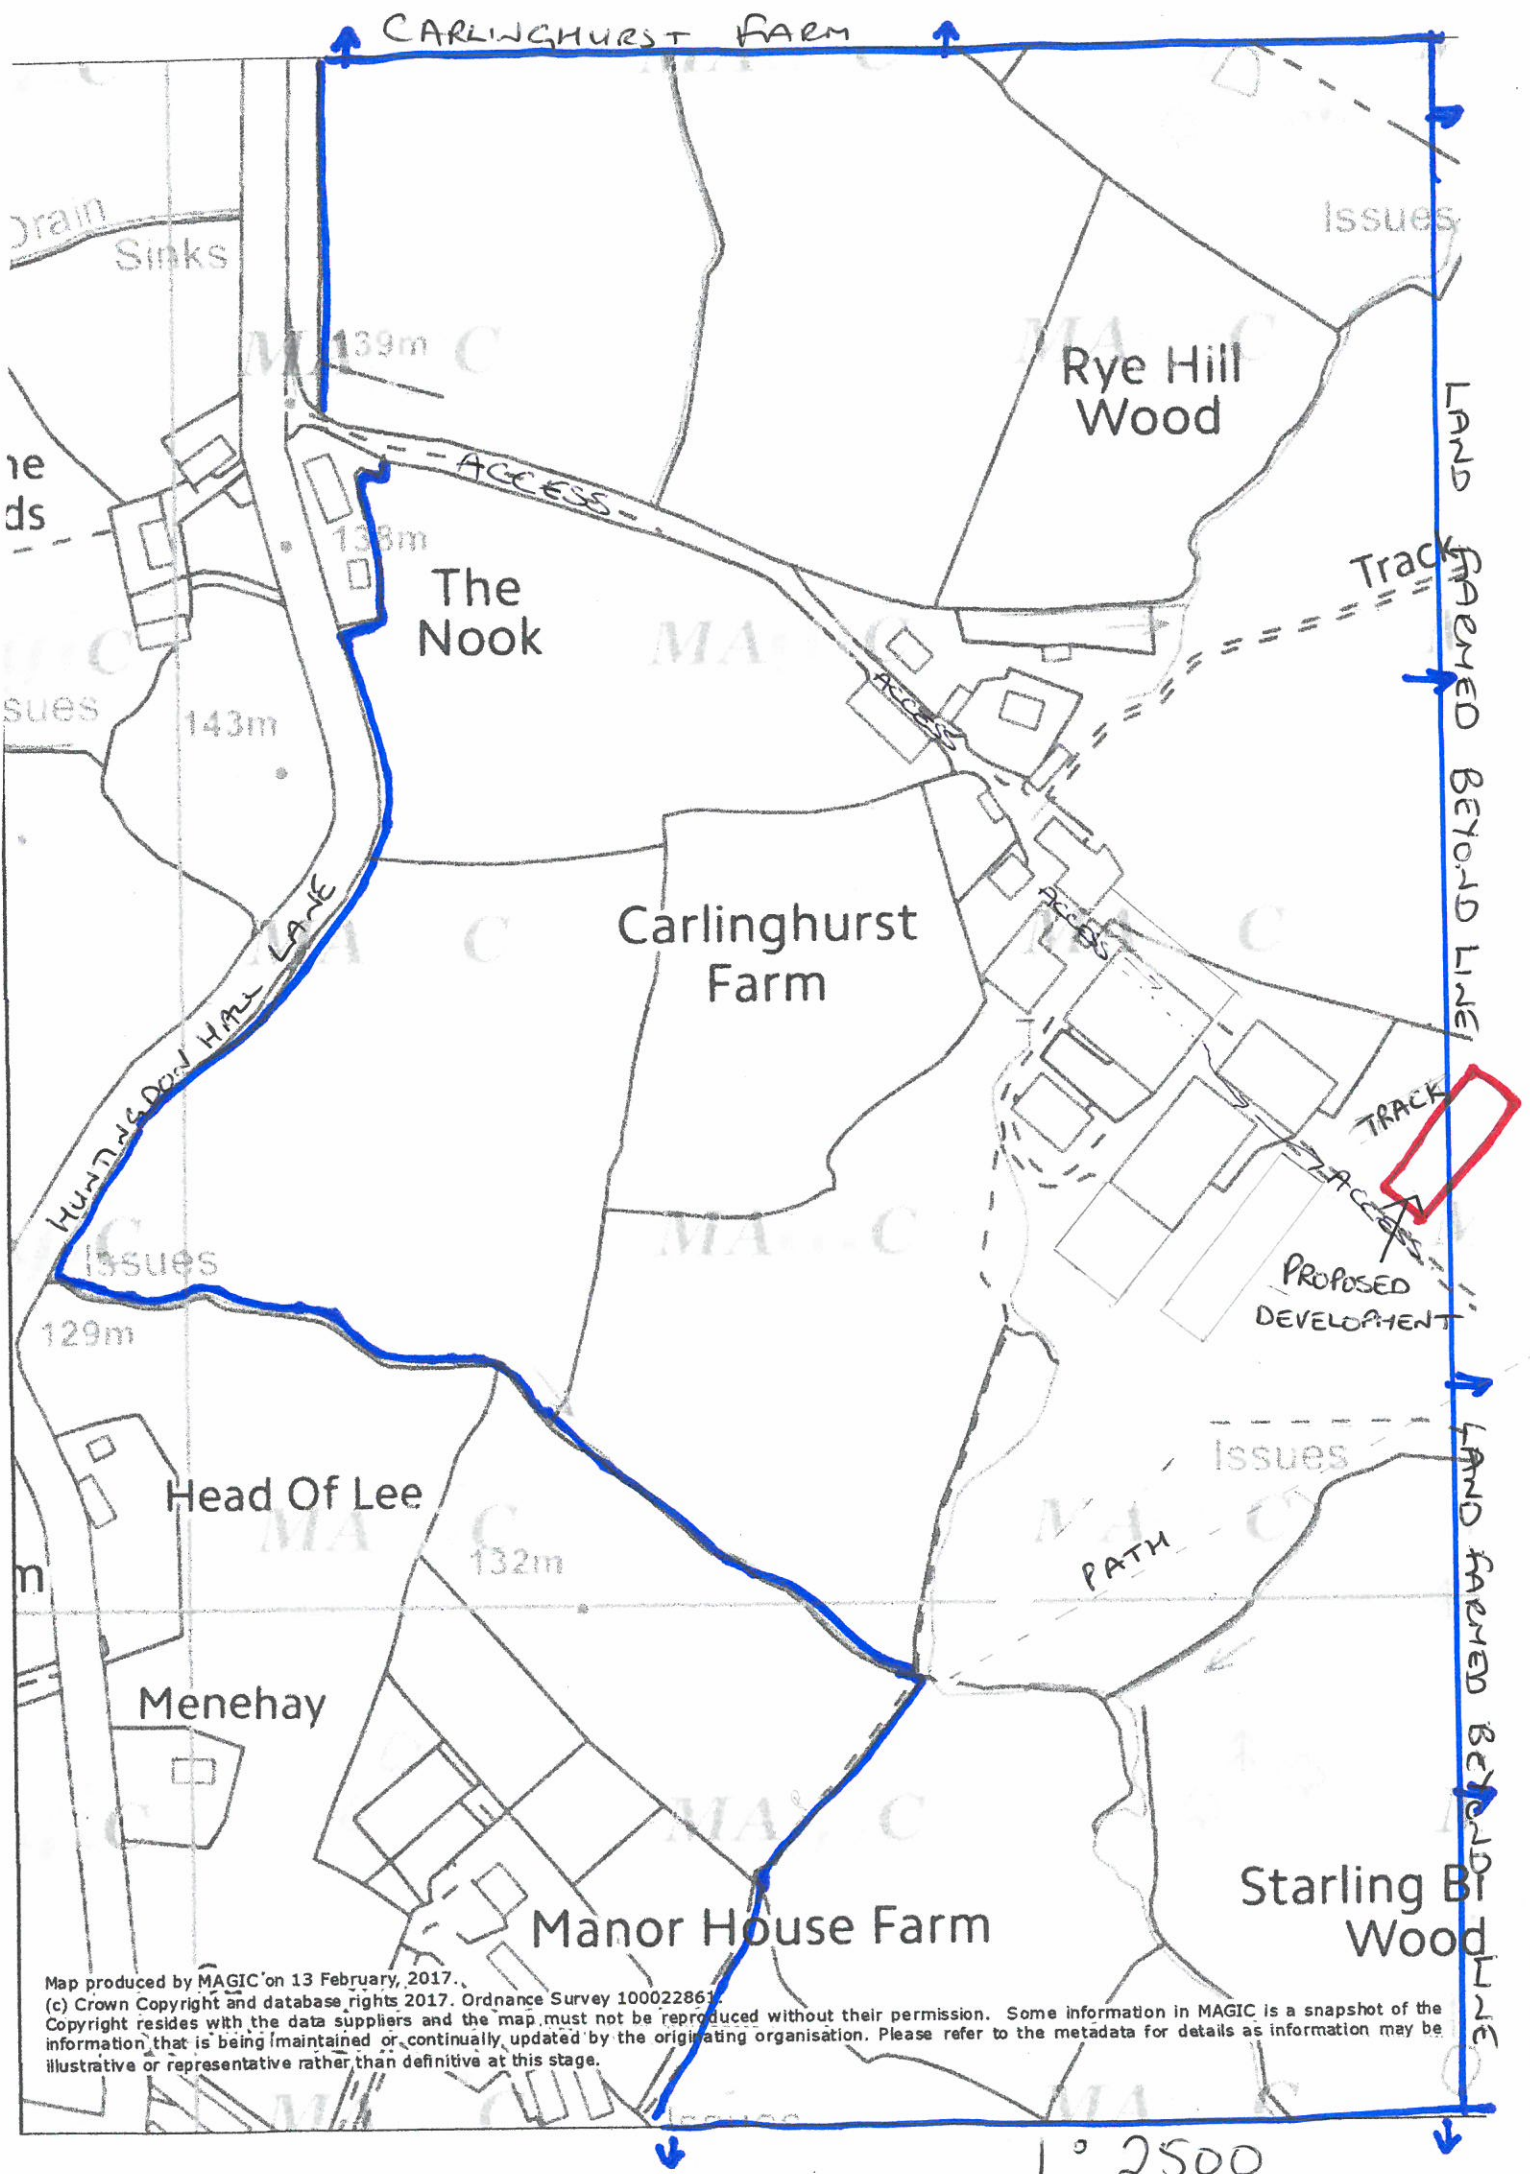 CARLINGHURST FARM
Drain
Sinks
Issues
139m
Rye Hill
Wood
ACCESS
138m
The
Nook
Track
LAND FARMED BEYOND LINE
143m
ACCESS
Carlinghurst
Farm
ACCESS
HUNTINGDON HALL LANE
TRACK
ACCESS
PROPOSED
DEVELOPMENT
Issues
129m
Issues
Head Of Lee
132m
PATH
LAND FARMED BEYOND LINE
Menehay
Manor House Farm
Starling
Wood
Map produced by MAGIC on 13 February, 2017.
(c) Crown Copyright and database rights 2017. Ordnance Survey 100022861.
Copyright resides with the data suppliers and the map must not be reproduced without their permission. Some information in MAGIC is a snapshot of the
information that is being maintained or continually updated by the originating organisation. Please refer to the metadata for details as information may be
illustrative or representative rather than definitive at this stage.
Issues
1:2500